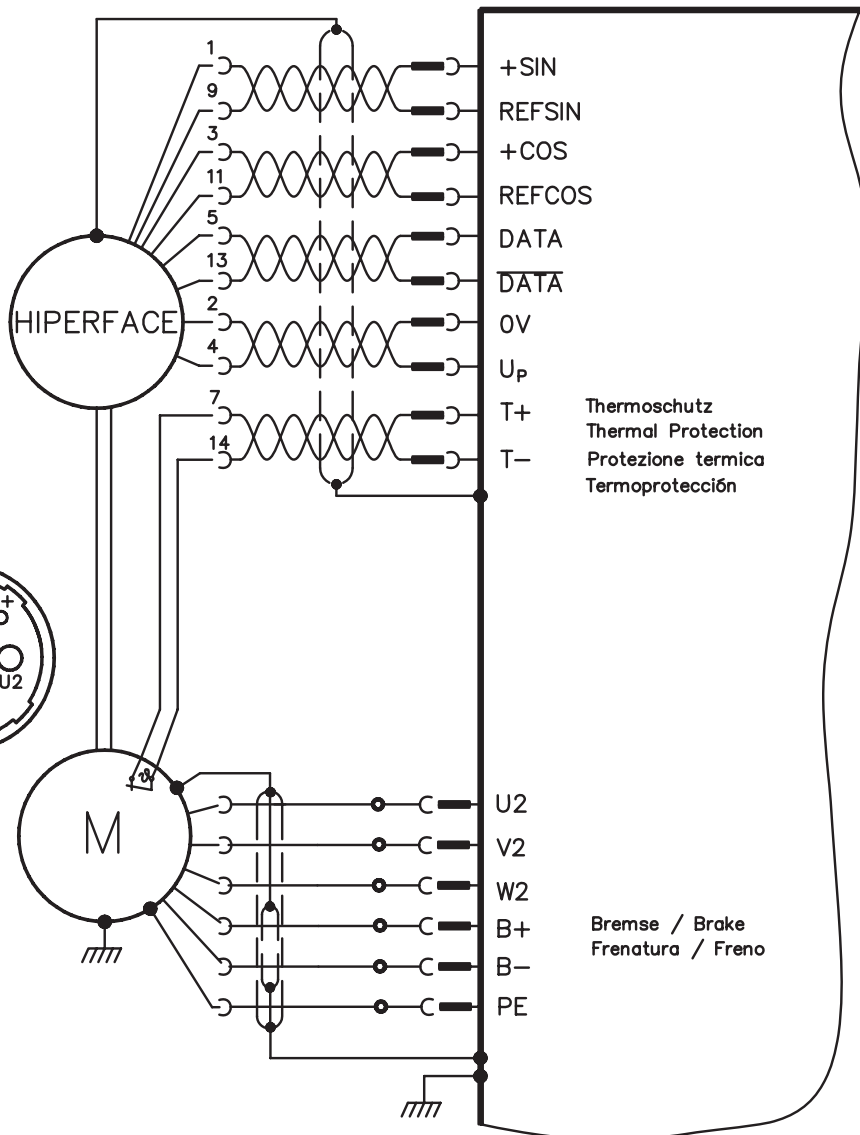 1 +SIN
9 REFSIN
3 +COS
11 REFCOS
5 DATA
13 DATA
HIPERFACE
2 0V
4 UP
7 T+ Thermoschutz
Thermal Protection
14 T− Protezione termica
Termoprotección
+
U2
M
ϑ
U2
V2
W2
B+ Bremse / Brake
Frenatura / Freno
B−
PE